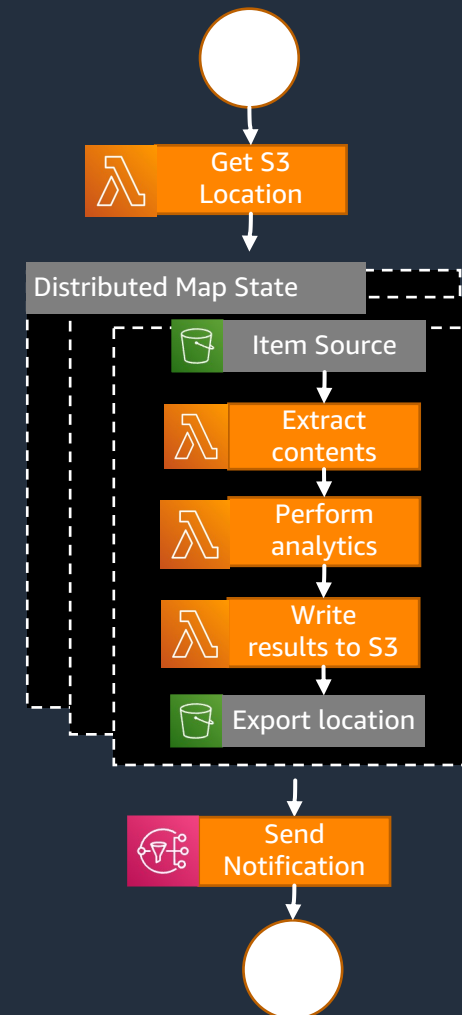 Get S3
Location
Distributed Map State
Item Source
Extract
contents
Perform
analytics
Write
results to S3
Export location
Send
Notification